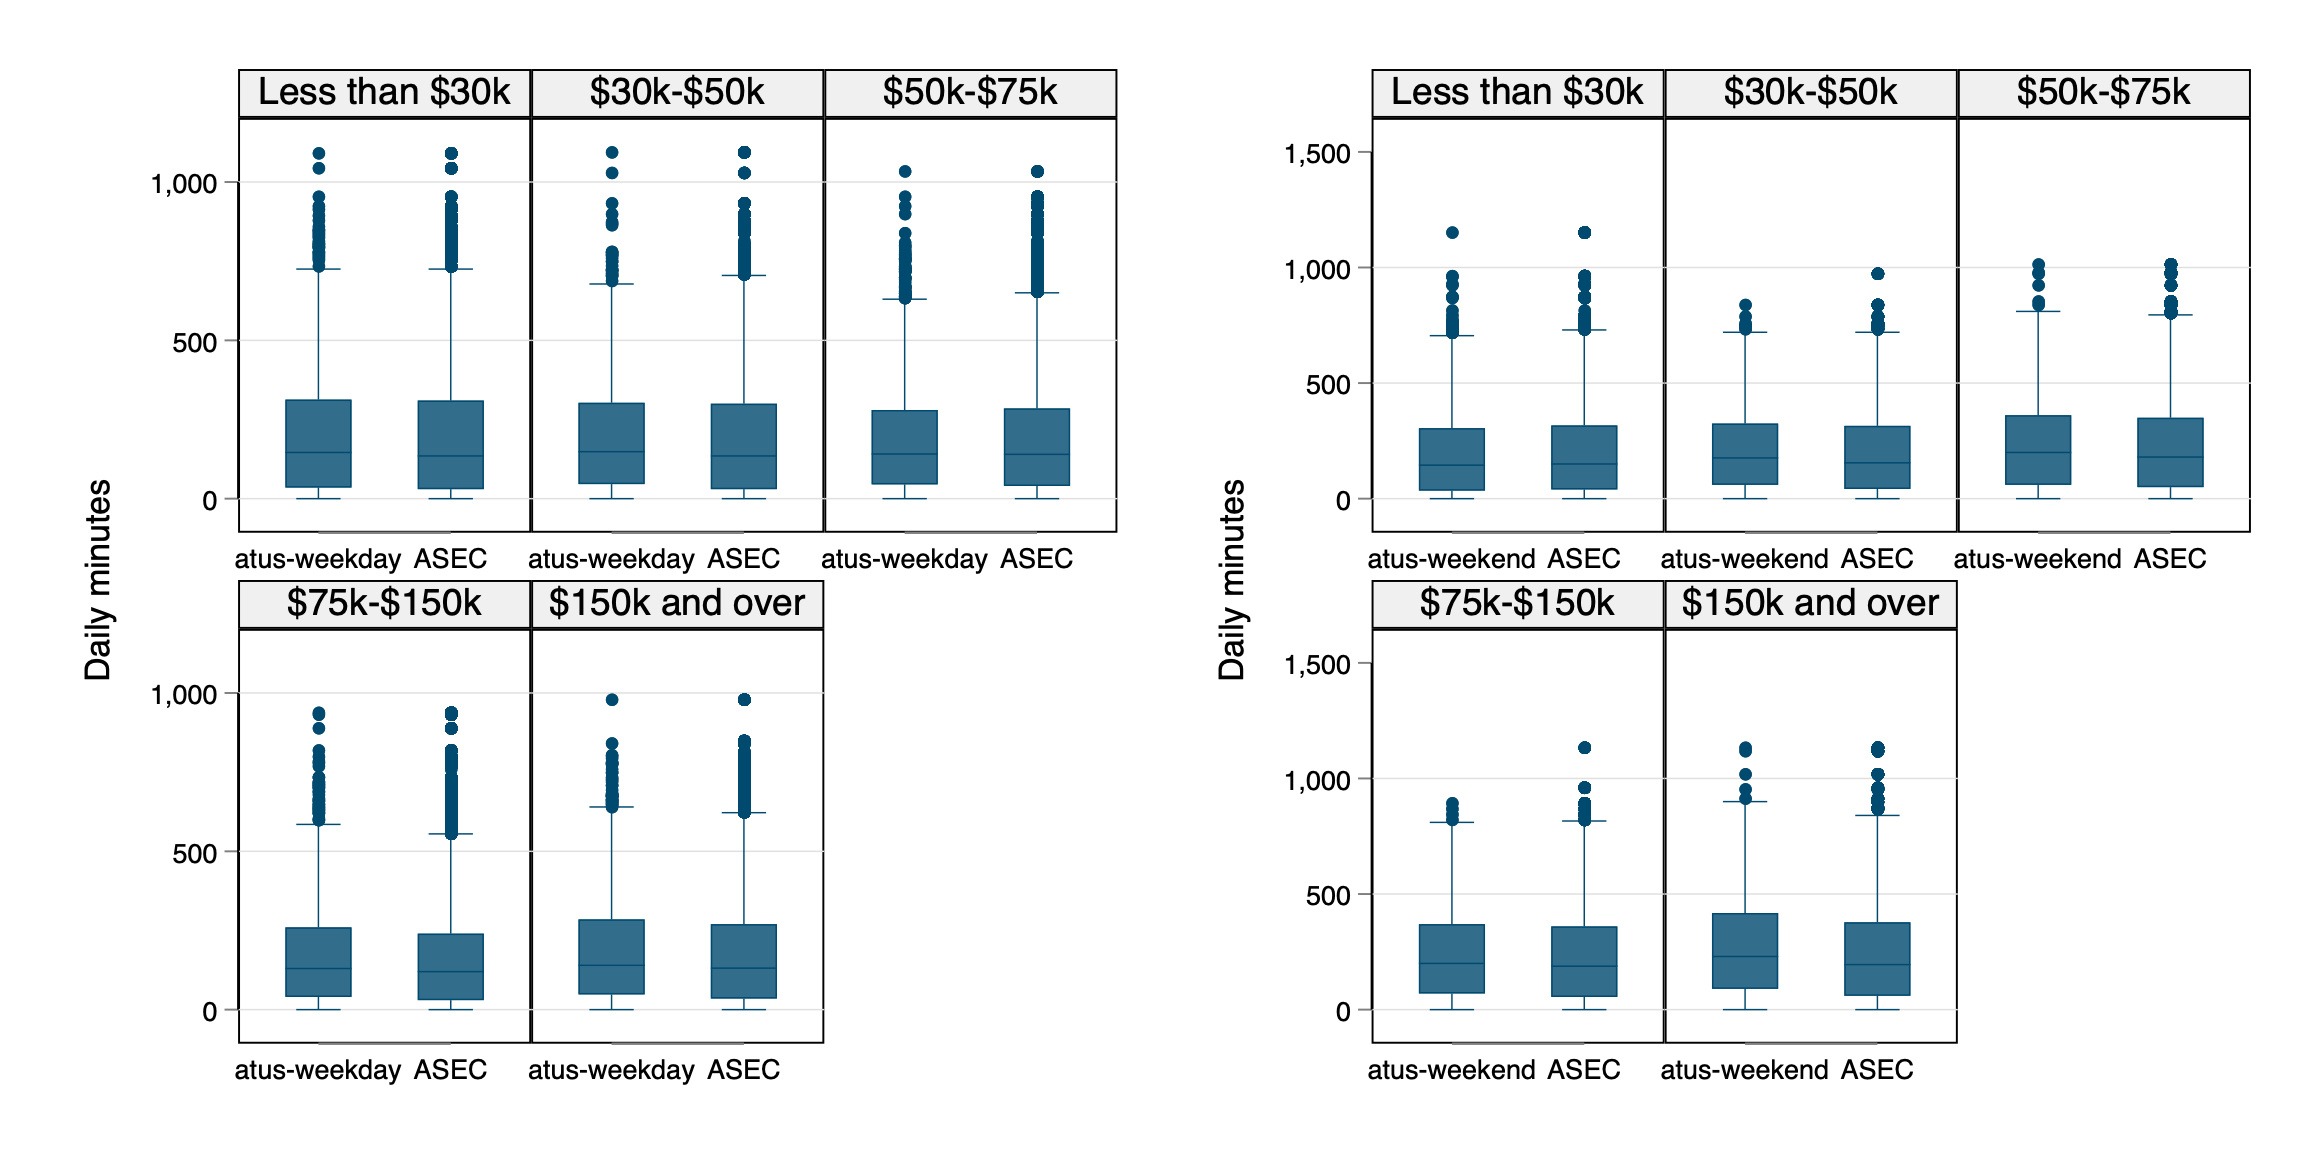 Less than $30k $30k-$50k $50k-$75k
1,000
500
0
atus-weekday ASEC atus-weekday ASEC atus-weekday ASEC
Daily minutes
$75k-$150k $150k and over
1,000
500
0
atus-weekday ASEC atus-weekday ASEC
Less than $30k $30k-$50k $50k-$75k
1,500
1,000
500
0
atus-weekend ASEC atus-weekend ASEC atus-weekend ASEC
Daily minutes
$75k-$150k $150k and over
1,500
1,000
500
0
atus-weekend ASEC atus-weekend ASEC